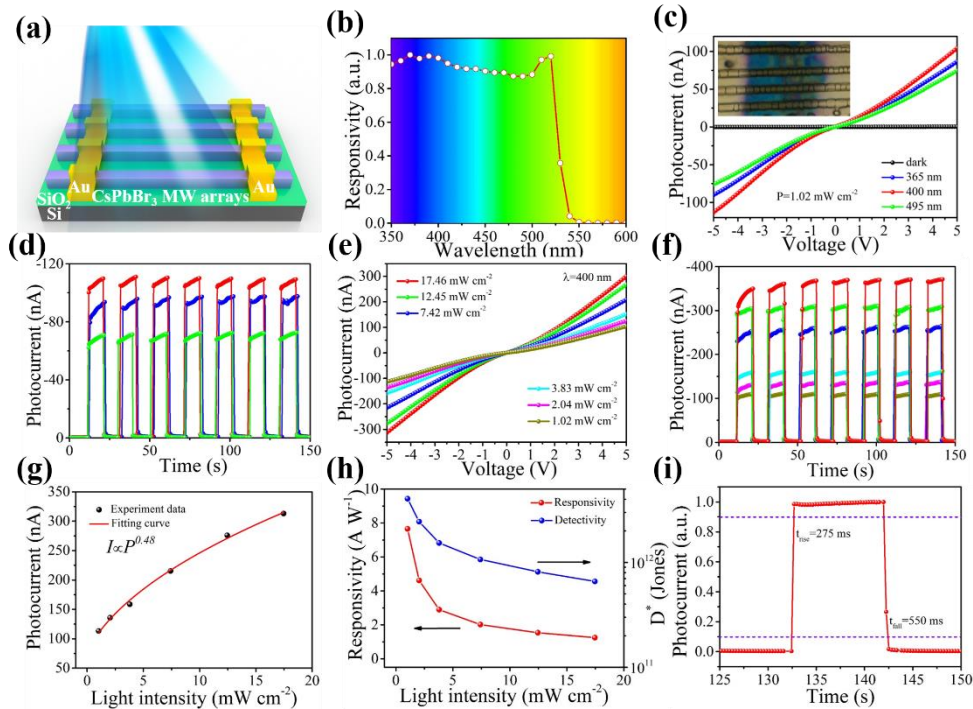 (a)
Au
Au
SiO2
CsPbBr3 MW arrays
Si
(b)
Responsivity (a.u.)
1.0
0.8
0.6
0.4
0.2
0.0
350 400 450 500 550 600
Wavelength (nm)
(c)
Photocurrent (nA)
100
50
0
-50
-100
dark
365 nm
400 nm
495 nm
P=1.02 mW cm-2
-5 -4 -3 -2 -1 0 1 2 3 4 5
Voltage (V)
(d)
Photocurrent (nA)
-120
-80
-40
0
0 50 100 150
Time (s)
(e)
Photocurrent (nA)
300
200
100
0
-100
-200
-300
17.46 mW cm-2
12.45 mW cm-2
7.42 mW cm-2
λ=400 nm
3.83 mW cm-2
2.04 mW cm-2
1.02 mW cm-2
-5 -4 -3 -2 -1 0 1 2 3 4 5
Voltage (V)
(f)
Photocurrent (nA)
-400
-300
-200
-100
0
0 50 100 150
Time (s)
(g)
Photocurrent (nA)
350
300
250
200
150
100
50
Experiment data
Fitting curve
I∝P0.48
0 5 10 15 20
Light intensity (mW cm-2)
(h)
Responsivity (A W-1)
10
8
6
4
2
0
Responsivity
Detectivity
1012
1011
D* (Jones)
0 5 10 15 20
Light intensity (mW cm-2)
(i)
Photocurrent (a.u.)
1.0
0.8
0.6
0.4
0.2
0.0
trise=275 ms
tfall=550 ms
125 130 135 140 145 150
Time (s)